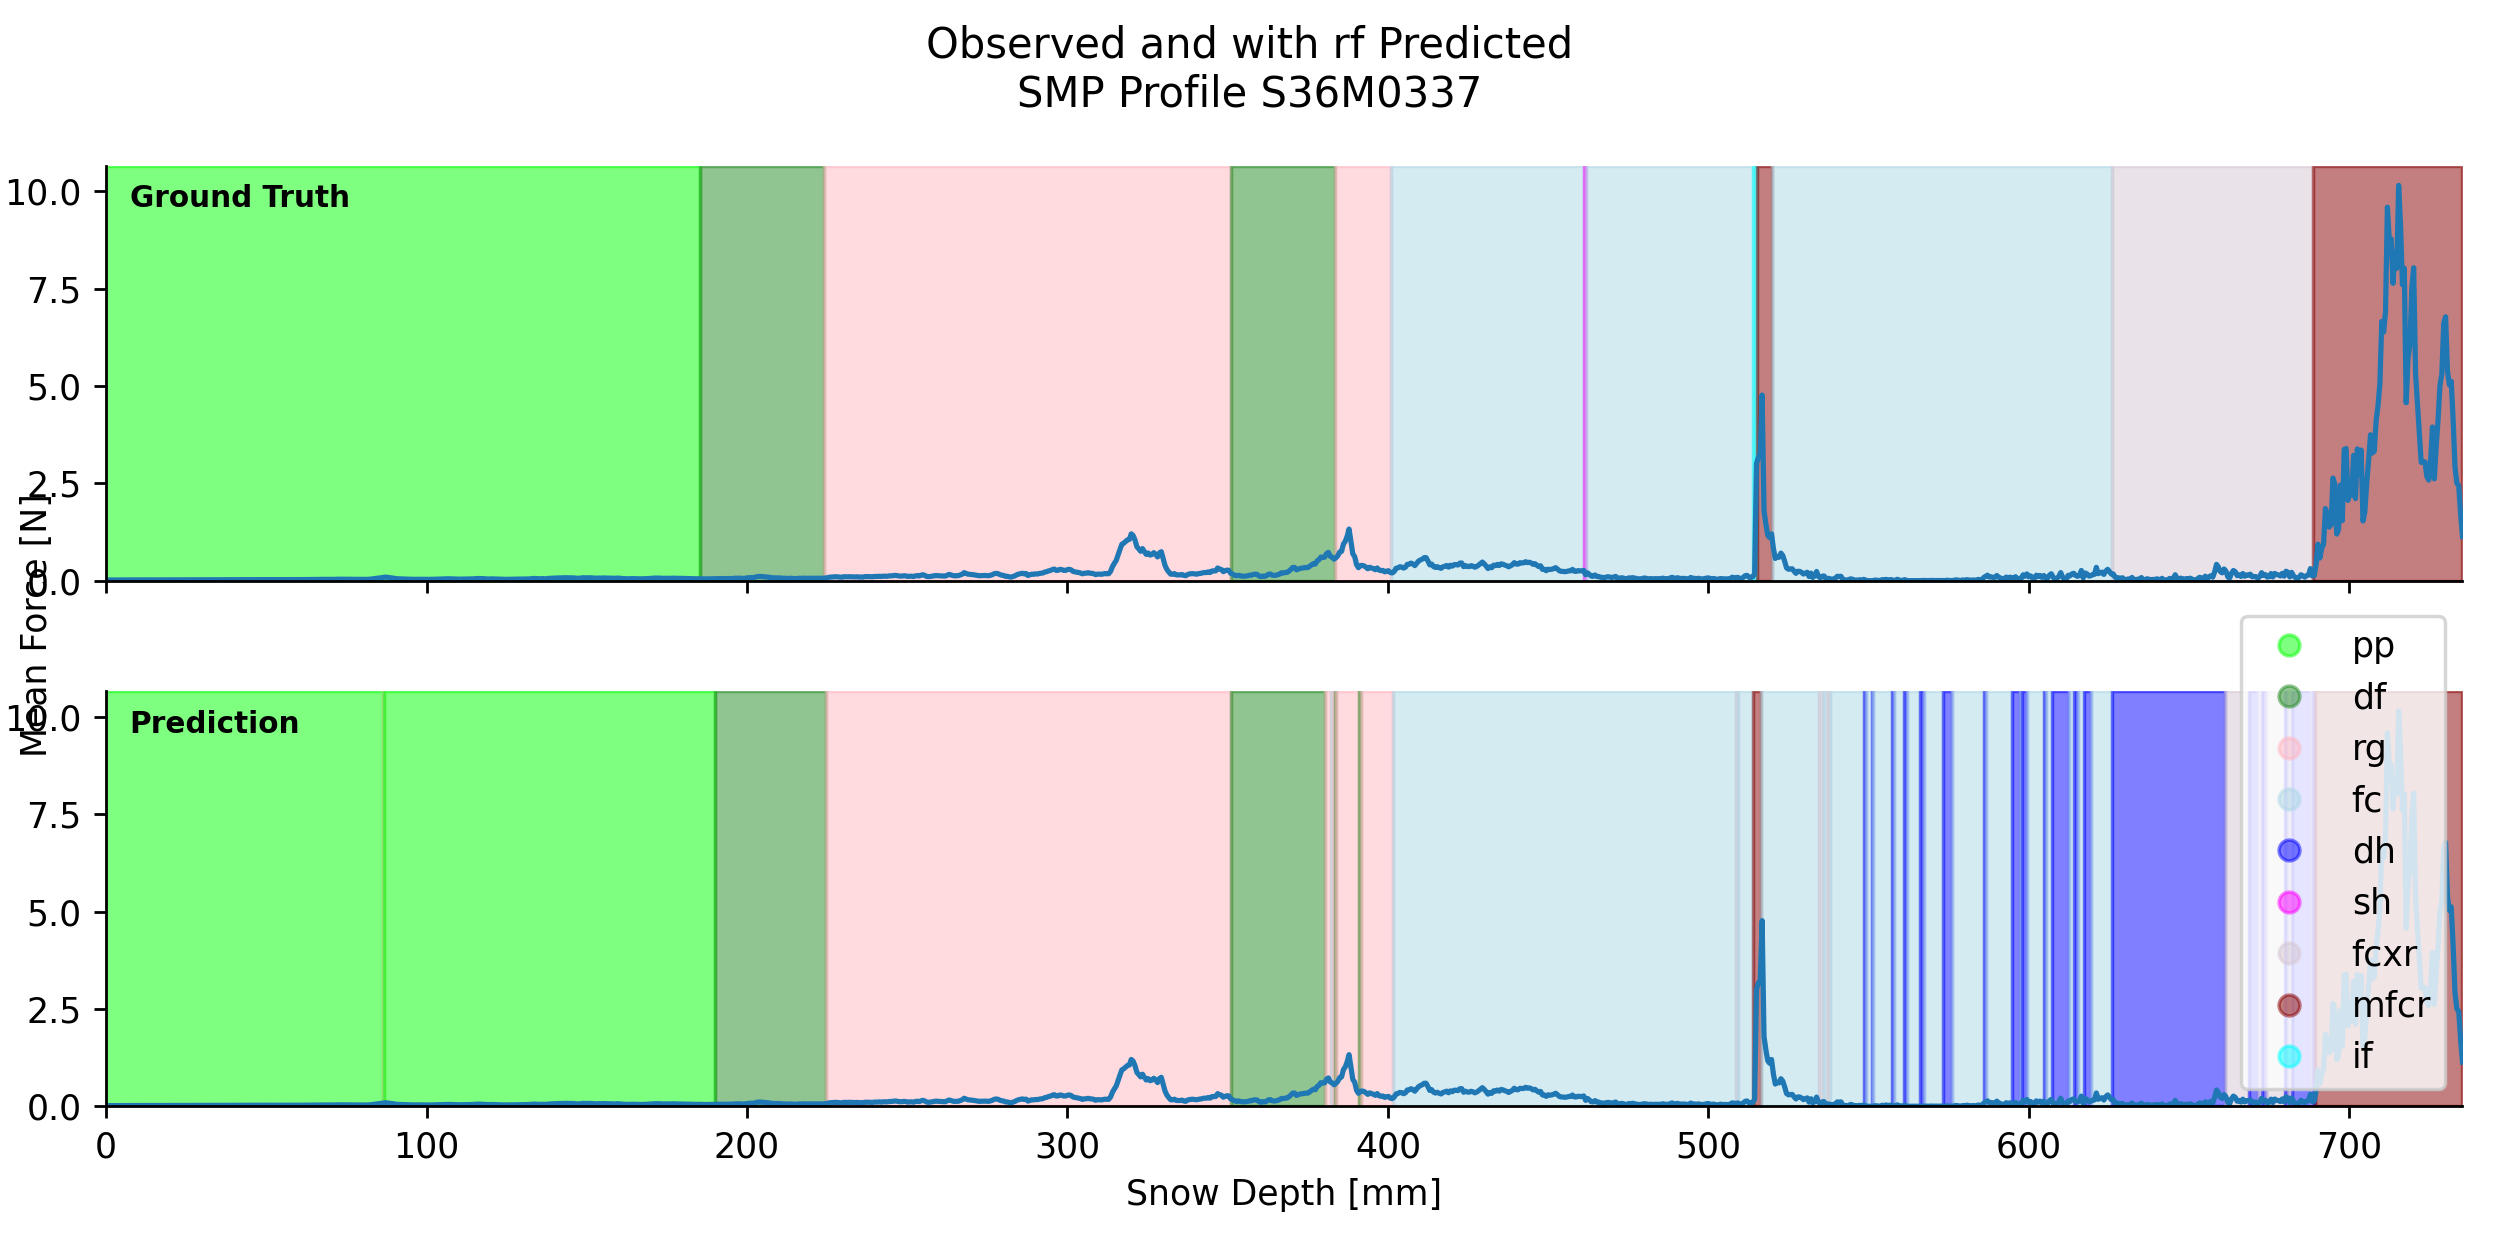 Observed and with rf Predicted
SMP Profile S36M0337
Ground Truth
10.0
7.5
5.0
2.5
0.0
Mean Force [N]
Prediction
10.0
7.5
5.0
2.5
0.0
pp
df
rg
fc
dh
sh
fcxr
mfcr
if
0 100 200 300 400 500 600 700
Snow Depth [mm]